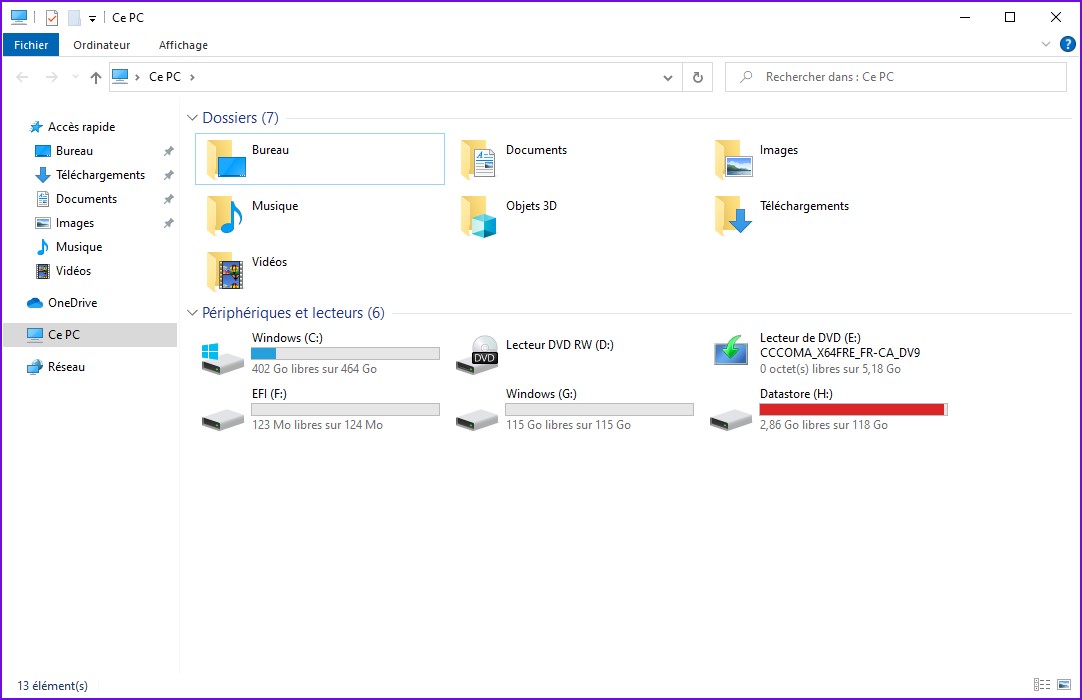 Ce PC
Fichier
Ordinateur
Affichage
?
Ce PC
Rechercher dans : Ce PC
Accès rapide
Bureau
Téléchargements
Documents
Images
Musique
Vidéos
OneDrive
Ce PC
Réseau
Dossiers (7)
Bureau
Documents
Images
Musique
Objets 3D
Téléchargements
Vidéos
Périphériques et lecteurs (6)
Windows (C:)
402 Go libres sur 464 Go
DVD
Lecteur DVD RW (D:)
Lecteur de DVD (E:)
CCCOMA_X64FRE_FR-CA_DV9
0 octet(s) libres sur 5,18 Go
EFI (F:)
123 Mo libres sur 124 Mo
Windows (G:)
115 Go libres sur 115 Go
Datastore (H:)
2,86 Go libres sur 118 Go
13 élément(s)